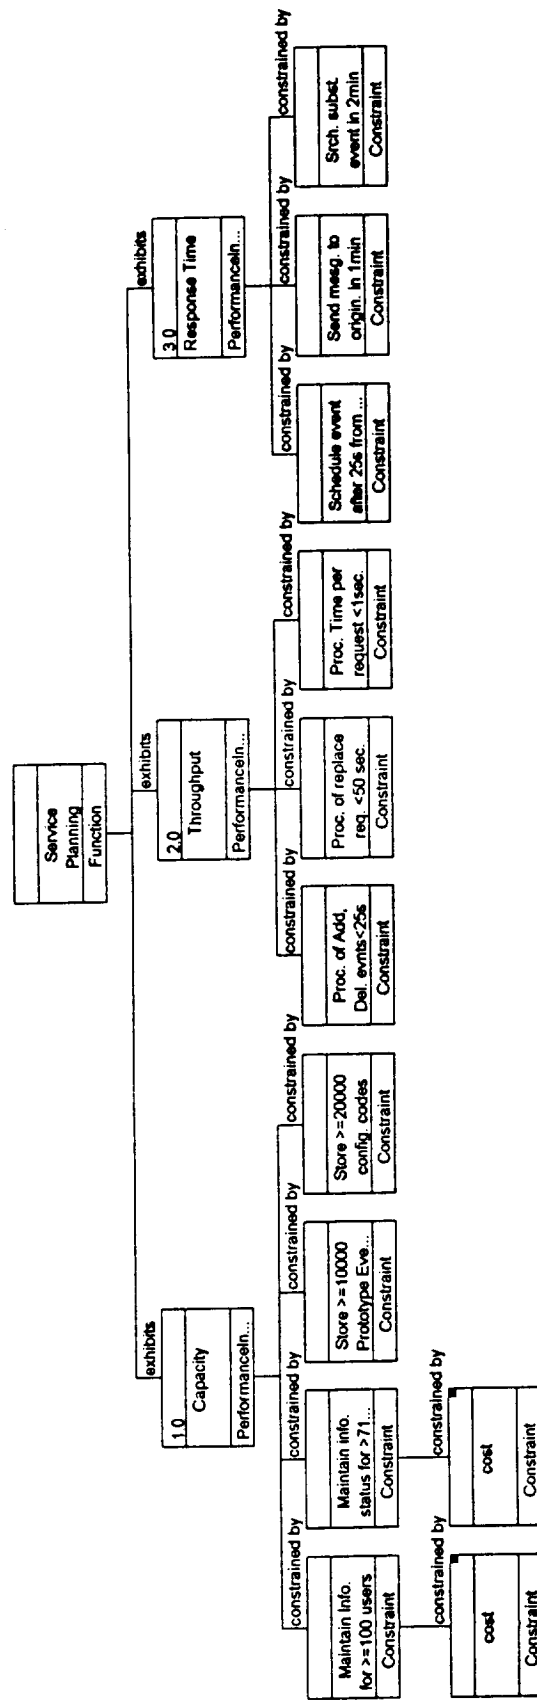 Service
Planning
Function
exhibits
exhibits
exhibits
1.0
Capacity
PerformanceIn...
2.0
Throughput
PerformanceIn...
3.0
Response Time
PerformanceIn...
constrained by
constrained by
constrained by
constrained by
constrained by
constrained by
constrained by
constrained by
constrained by
constrained by
Maintain Info.
for >=100 users
Constraint
Maintain info.
status for >71...
Constraint
Store >=10000
Prototype Eve...
Constraint
Store >=20000
config. codes
Constraint
Proc. of Add,
Del. evnts<25s
Constraint
Proc. of replace
req. <50 sec.
Constraint
Proc. Time per
request <1sec.
Constraint
Schedule event
after 25s from ...
Constraint
Send mesg. to
origin. in 1min
Constraint
Srch. subst.
event in 2min
Constraint
constrained by
constrained by
cost
Constraint
cost
Constraint